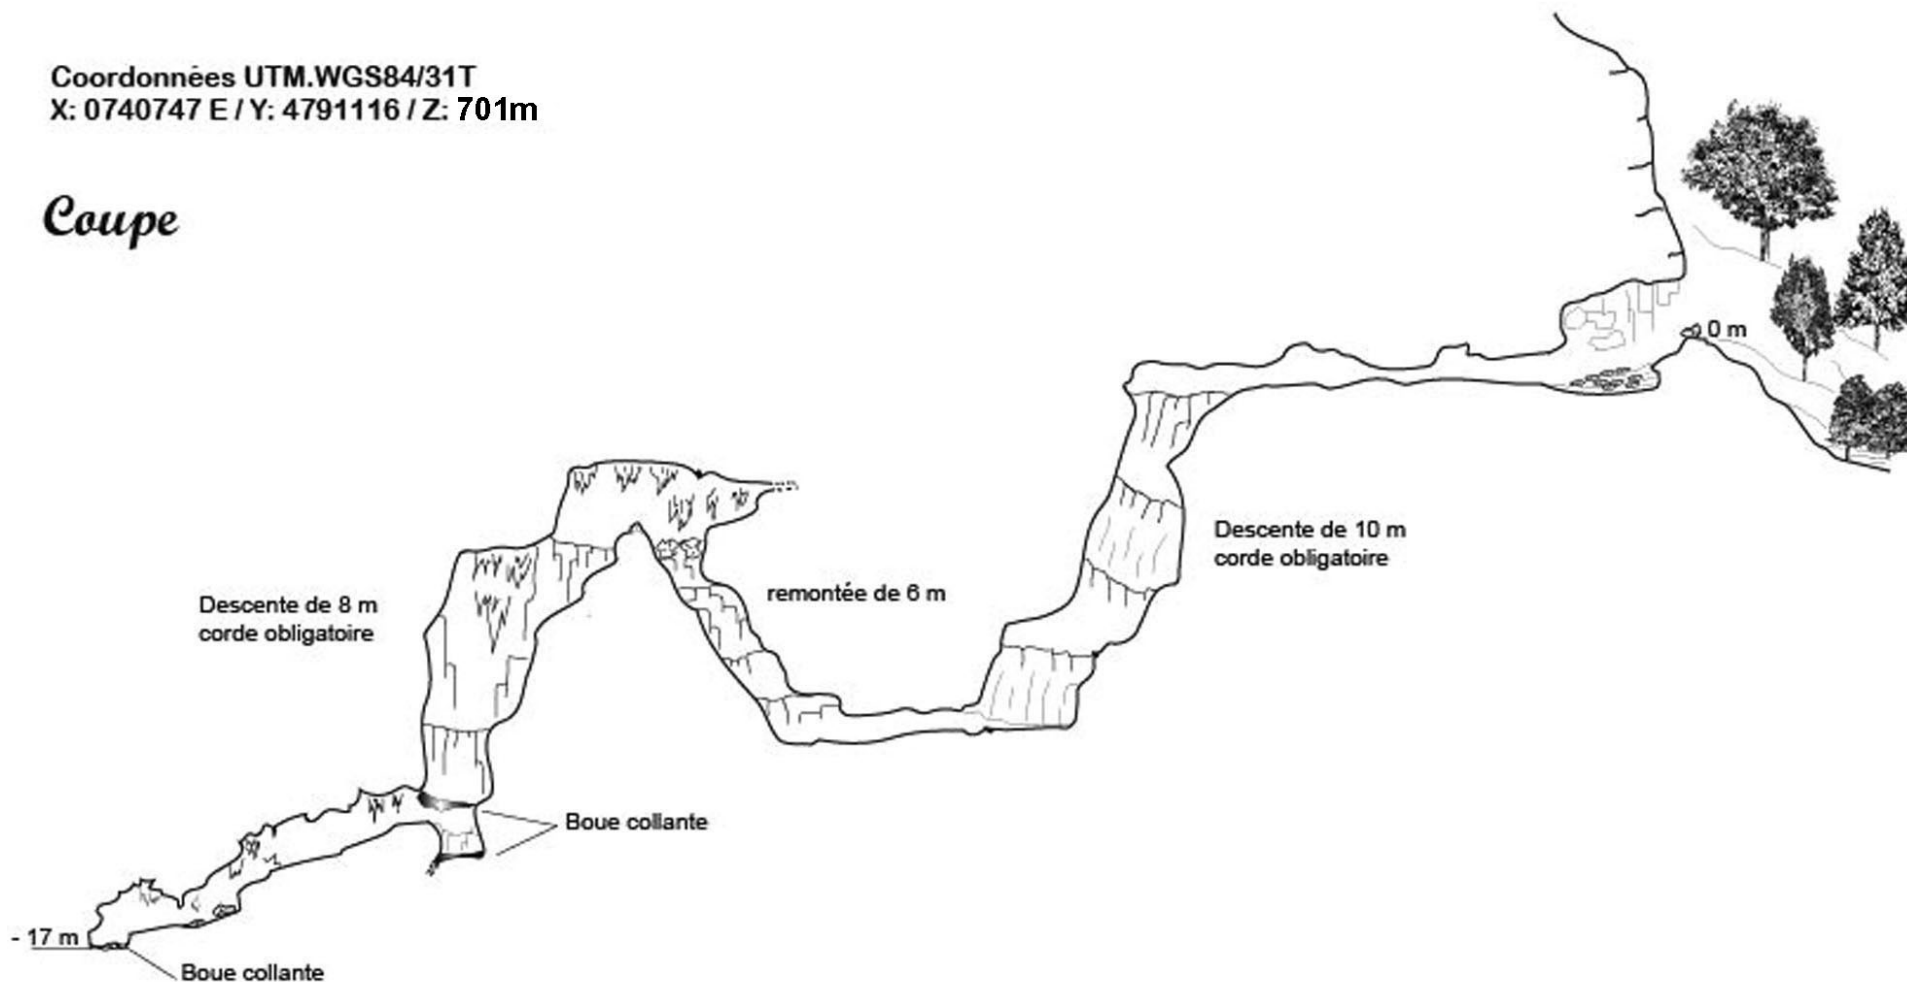 Coordonnées UTM.WGS84/31T
X: 0740747 E / Y: 4791116 / Z: 701m
Coupe
0 m
Descente de 10 m
corde obligatoire
remontée de 6 m
Descente de 8 m
corde obligatoire
Boue collante
- 17 m
Boue collante